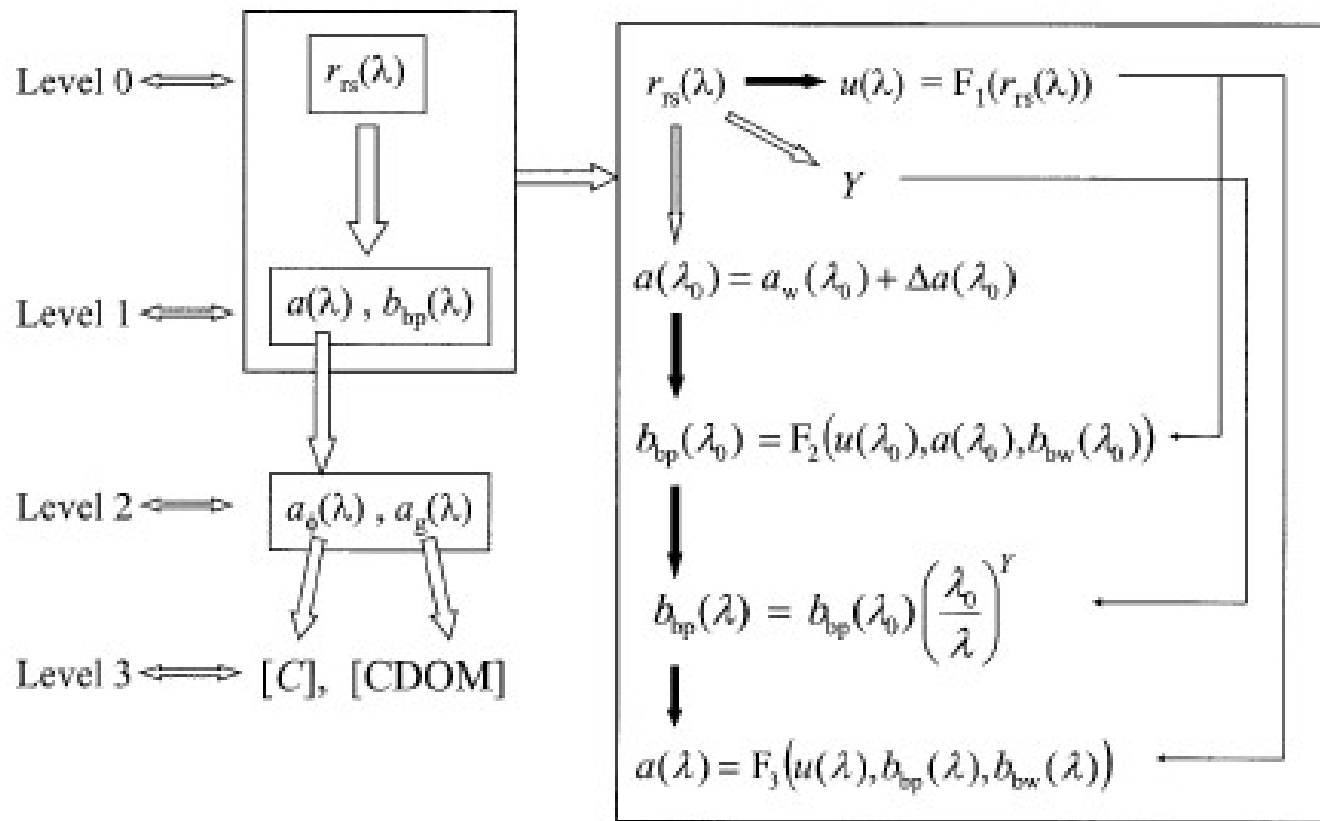 Level 0
r_rs(λ)
Level 1
a(λ) , b_bp(λ)
Level 2
a_ϕ(λ) , a_g(λ)
Level 3
[C], [CDOM]
r_rs(λ)
u(λ) = F_1(r_rs(λ))
Y
a(λ_0) = a_w(λ_0) + Δa(λ_0)
b_bp(λ_0) = F_2(u(λ_0),a(λ_0),b_bw(λ_0))
b_bp(λ) = b_bp(λ_0)(λ_0/λ)^Y
a(λ) = F_3(u(λ),b_bp(λ),b_bw(λ))